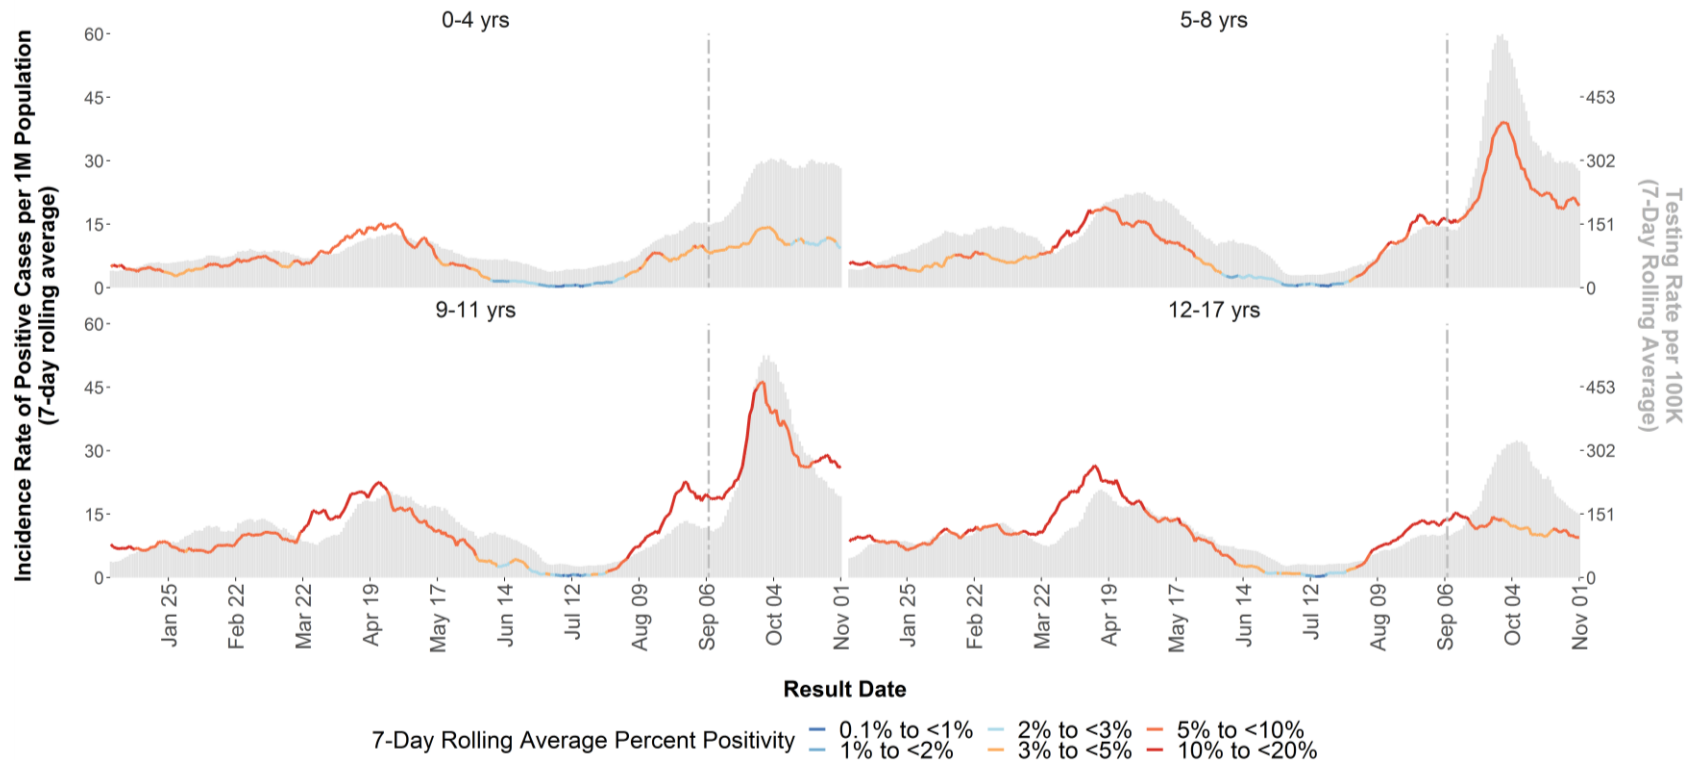 0-4 yrs
5-8 yrs
Incidence Rate of Positive Cases per 1M Population
(7-day rolling average)
60
45
30
15
0
453
302
151
0
Testing Rate per 100K
(7-Day Rolling Average)
9-11 yrs
12-17 yrs
60
45
30
15
0
453
302
151
0
Jan 25
Feb 22
Mar 22
Apr 19
May 17
Jun 14
Jul 12
Aug 09
Sep 06
Oct 04
Nov 01
Jan 25
Feb 22
Mar 22
Apr 19
May 17
Jun 14
Jul 12
Aug 09
Sep 06
Oct 04
Nov 01
Result Date
7-Day Rolling Average Percent Positivity
0.1% to <1%
2% to <3%
5% to <10%
1% to <2%
3% to <5%
10% to <20%